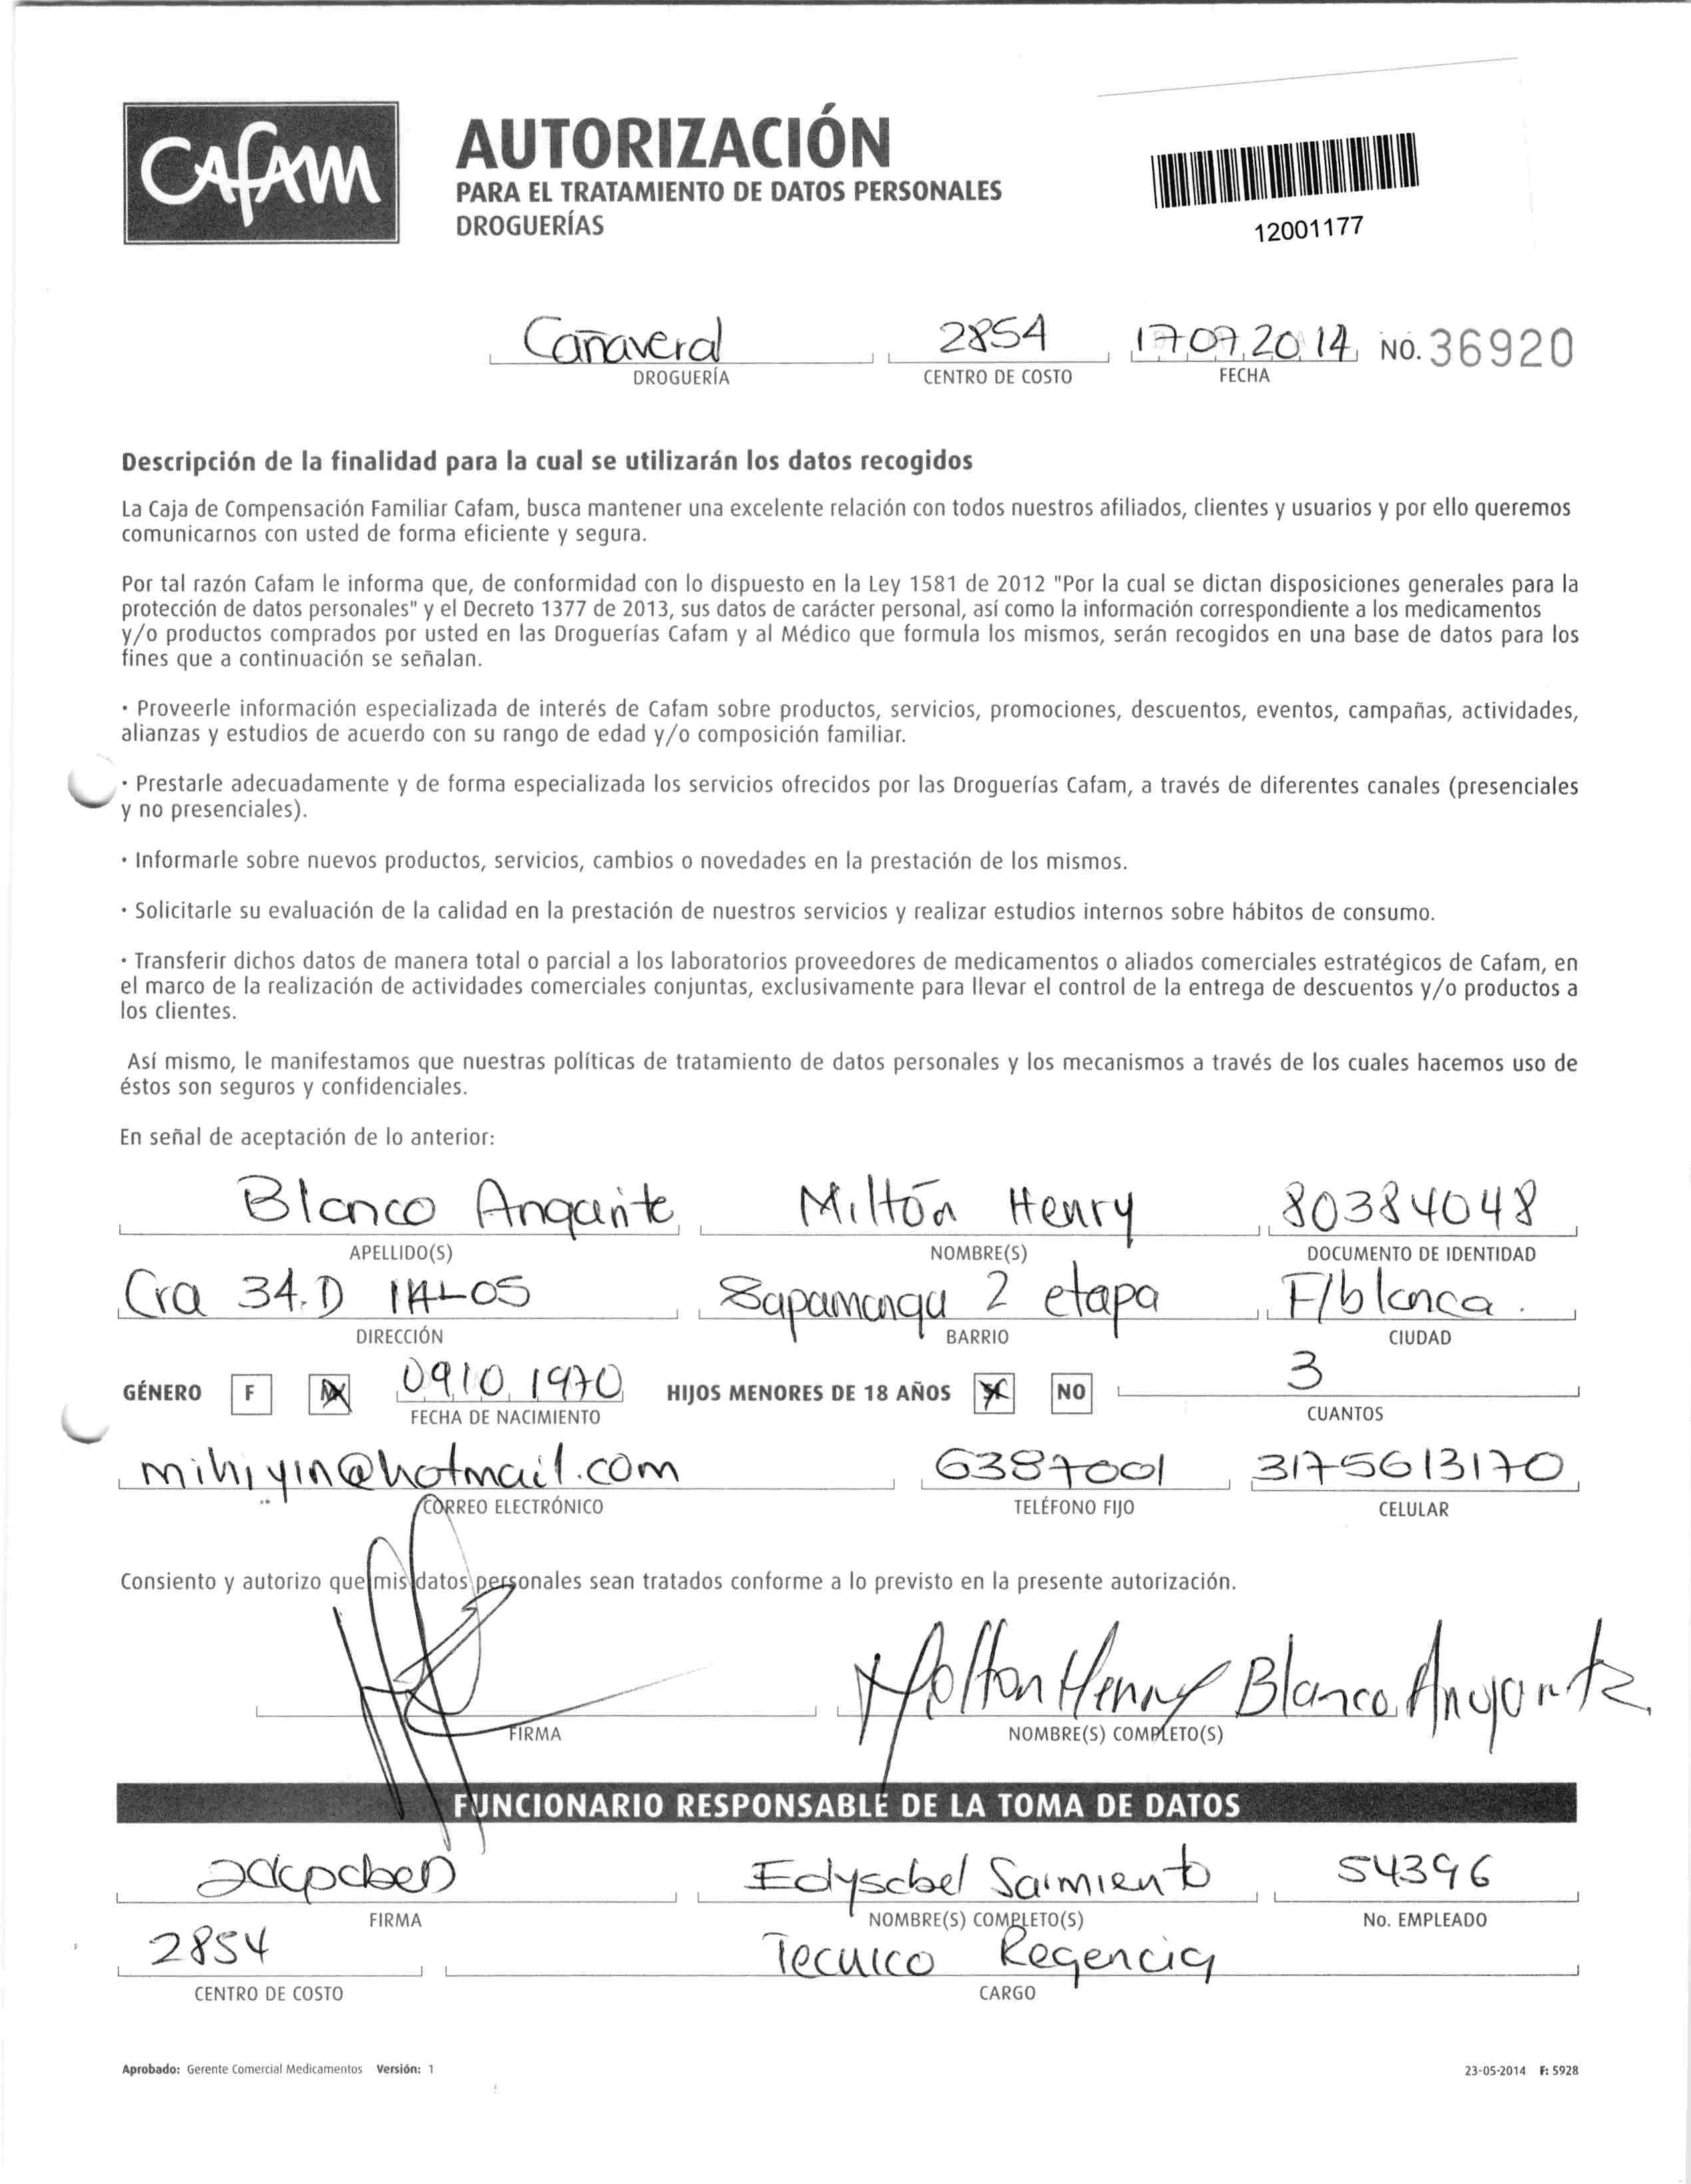 CAFAM
AUTORIZACIÓN
PARA EL TRATAMIENTO DE DATOS PERSONALES
DROGUERÍAS
12001177
Cañaveral 2854 17 07 2014 NO. 36920
DROGUERÍA CENTRO DE COSTO FECHA
Descripción de la finalidad para la cual se utilizarán los datos recogidos
La Caja de Compensación Familiar Cafam, busca mantener una excelente relación con todos nuestros afiliados, clientes y usuarios y por ello queremos
comunicarnos con usted de forma eficiente y segura.
Por tal razón Cafam le informa que, de conformidad con lo dispuesto en la Ley 1581 de 2012 "Por la cual se dictan disposiciones generales para la
protección de datos personales" y el Decreto 1377 de 2013, sus datos de carácter personal, así como la información correspondiente a los medicamentos
y/o productos comprados por usted en las Droguerías Cafam y al Médico que formula los mismos, serán recogidos en una base de datos para los
fines que a continuación se señalan.
· Proveerle información especializada de interés de Cafam sobre productos, servicios, promociones, descuentos, eventos, campañas, actividades,
alianzas y estudios de acuerdo con su rango de edad y/o composición familiar.
· Prestarle adecuadamente y de forma especializada los servicios ofrecidos por las Droguerías Cafam, a través de diferentes canales (presenciales
y no presenciales).
· Informarle sobre nuevos productos, servicios, cambios o novedades en la prestación de los mismos.
· Solicitarle su evaluación de la calidad en la prestación de nuestros servicios y realizar estudios internos sobre hábitos de consumo.
· Transferir dichos datos de manera total o parcial a los laboratorios proveedores de medicamentos o aliados comerciales estratégicos de Cafam, en
el marco de la realización de actividades comerciales conjuntas, exclusivamente para llevar el control de la entrega de descuentos y/o productos a
los clientes.
Así mismo, le manifestamos que nuestras políticas de tratamiento de datos personales y los mecanismos a través de los cuales hacemos uso de
éstos son seguros y confidenciales.
En señal de aceptación de lo anterior:
Blanco Angarite Milton Henry 80384048
APELLIDO(S) NOMBRE(S) DOCUMENTO DE IDENTIDAD
Cra 34.D 2 etapa F/blanca.
DIRECCIÓN BARRIO CIUDAD
GÉNERO F M 09 10 1970 HIJOS MENORES DE 18 AÑOS NO 3
FECHA DE NACIMIENTO CUANTOS
mihiyin@hotmail.com 6387001 3175613170
CORREO ELECTRÓNICO TELÉFONO FIJO CELULAR
Consiento y autorizo que mis datos personales sean tratados conforme a lo previsto en la presente autorización.
Milton Henry Blanco Angarita
FIRMA NOMBRE(S) COMPLETO(S)
FUNCIONARIO RESPONSABLE DE LA TOMA DE DATOS
Edysabel Sarmiento 54396
FIRMA NOMBRE(S) COMPLETO(S) No. EMPLEADO
2854 Tecnico Regencia
CENTRO DE COSTO CARGO
Aprobado: Gerente Comercial Medicamentos Versión: 1 23-05-2014 F: 5928